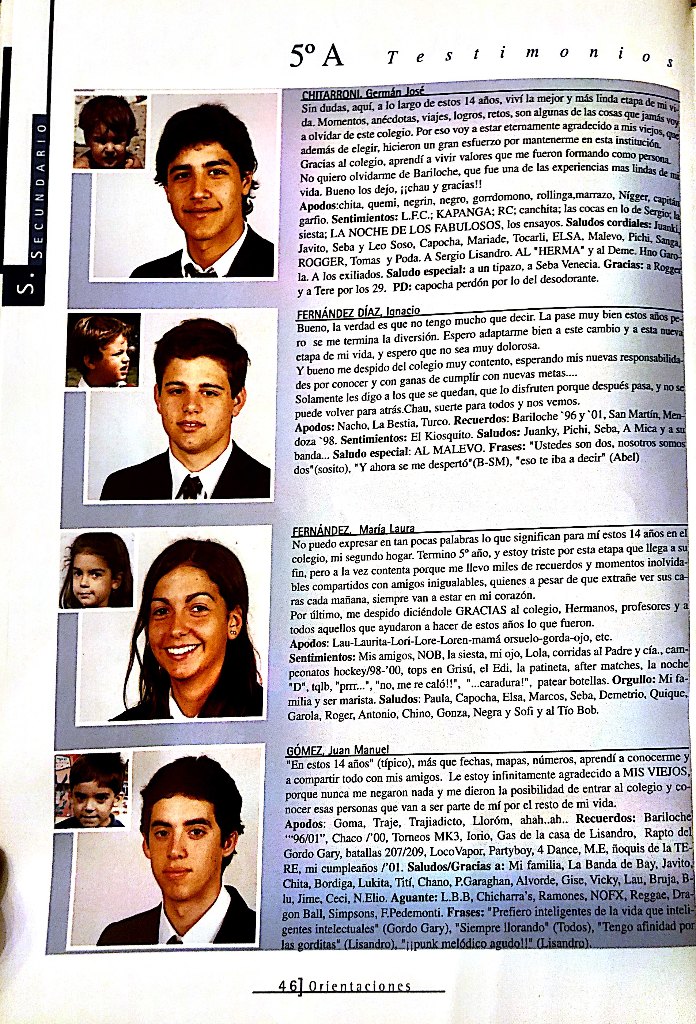 5º A Testimonios
S. SECUNDARIO
CHITARRONI, Germán José
Sin dudas, aquí, a lo largo de estos 14 años, viví la mejor y más linda etapa de mi vi-
da. Momentos, anécdotas, viajes, logros, retos, son algunas de las cosas que jamás voy
a olvidar de este colegio. Por eso voy a estar eternamente agradecido a mis viejos, que
además de elegir, hicieron un gran esfuerzo por mantenerme en esta institución.
Gracias al colegio, aprendí a vivir valores que me fueron formando como persona.
No quiero olvidarme de Bariloche, que fue una de las experiencias mas lindas de mi
vida. Bueno los dejo, ¡¡chau y gracias!!
Apodos:chita, quemi, negrin, negro, gorrdomono, rollinga,marrazo, Nigger, capitán
garfio. Sentimientos: L.F.C.; KAPANGA; RC; canchita; las cocas en lo de Sergio; la
siesta; LA NOCHE DE LOS FABULOSOS, los ensayos. Saludos cordiales: Juanki,
Javito, Seba y Leo Soso, Capocha, Mariade, Tocarli, ELSA, Malevo, Pichi, Sanga,
ROGGER, Tomas y Poda. A Sergio Lisandro. AL "HERMA" y al Deme. Hno Garo-
la. A los exiliados. Saludo especial: a un tipazo, a Seba Venecia. Gracias: a Rogger
y a Tere por los 29. PD: capocha perdón por lo del desodorante.
FERNÁNDEZ DÍAZ, Ignacio
Bueno, la verdad es que no tengo mucho que decir. La pase muy bien estos años pe-
ro se me termina la diversión. Espero adaptarme bien a este cambio y a esta nueva
etapa de mi vida, y espero que no sea muy dolorosa.
Y bueno me despido del colegio muy contento, esperando mis nuevas responsabilida-
des por conocer y con ganas de cumplir con nuevas metas....
Solamente les digo a los que se quedan, que lo disfruten porque después pasa, y no se
puede volver para atrás.Chau, suerte para todos y nos vemos.
Apodos: Nacho, La Bestia, Turco. Recuerdos: Bariloche `96 y `01, San Martín, Men-
doza `98. Sentimientos: El Kiosquito. Saludos: Juanky, Pichi, Seba, A Mica y a su
banda... Saludo especial: AL MALEVO. Frases: "Ustedes son dos, nosotros somos
dos"(sosito), "Y ahora se me despertó"(B-SM), "eso te iba a decir" (Abel)
FERNÁNDEZ, María Laura
No puedo expresar en tan pocas palabras lo que significan para mí estos 14 años en el
colegio, mi segundo hogar. Termino 5º año, y estoy triste por esta etapa que llega a su
fin, pero a la vez contenta porque me llevo miles de recuerdos y momentos inolvida-
bles compartidos con amigos inigualables, quienes a pesar de que extrañe ver sus ca-
ras cada mañana, siempre van a estar en mi corazón.
Por último, me despido diciéndole GRACIAS al colegio, Hermanos, profesores y a
todos aquellos que ayudaron a hacer de estos años lo que fueron.
Apodos: Lau-Laurita-Lori-Lore-Loren-mamá orsuelo-gorda-ojo, etc.
Sentimientos: Mis amigos, NOB, la siesta, mi ojo, Lola, corridas al Padre y cía., cam-
peonatos hockey/98-'00, tops en Grisú, el Edi, la patineta, after matches, la noche
"D", tqlb, "prrr...", "no, me re caló!!", "...caradura!", patear botellas. Orgullo: Mi fa-
milia y ser marista. Saludos: Paula, Capocha, Elsa, Marcos, Seba, Demetrio, Quique,
Garola, Roger, Antonio, Chino, Gonza, Negra y Sofi y al Tío Bob.
GÓMEZ, Juan Manuel
"En estos 14 años" (típico), más que fechas, mapas, números, aprendí a conocerme y
a compartir todo con mis amigos. Le estoy infinitamente agradecido a MIS VIEJOS,
porque nunca me negaron nada y me dieron la posibilidad de entrar al colegio y co-
nocer esas personas que van a ser parte de mí por el resto de mi vida.
Apodos: Goma, Traje, Trajiadicto, Lloróm, ahah..ah.. Recuerdos: Bariloche
"'96/01", Chaco /'00, Torneos MK3, Iorio, Gas de la casa de Lisandro, Rapto del
Gordo Gary, batallas 207/209, LocoVapor, Partyboy, 4 Dance, M.E, ñoquis de la TE-
RE, mi cumpleaños /'01. Saludos/Gracias a: Mi familia, La Banda de Bay, Javito,
Chita, Bordiga, Lukita, Tití, Chano, P.Garaghan, Alvorde, Gise, Vicky, Lau, Bruja, B-
lu, Jime, Ceci, N.Elio. Aguante: L.B.B, Chicharra's, Ramones, NOFX, Reggae, Dra-
gon Ball, Simpsons, F.Pedemonti. Frases: "Prefiero inteligentes de la vida que inteli-
gentes intelectuales" (Gordo Gary), "Siempre llorando" (Todos), "Tengo afinidad por
las gorditas" (Lisandro), "¡¡punk melódico agudo!!" (Lisandro).
46] Orientaciones